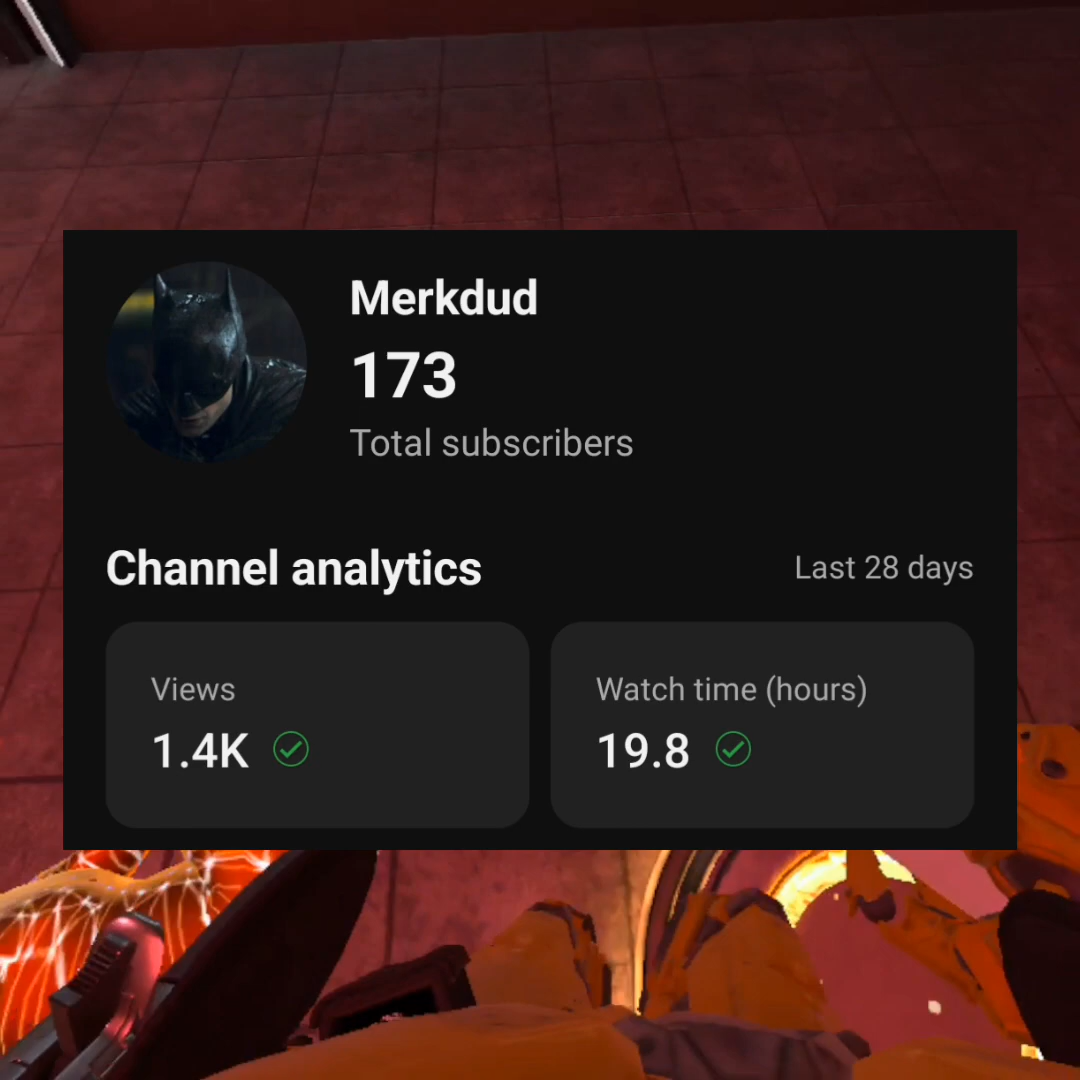 Merkdud
173
Total subscribers
Channel analytics
Last 28 days
Views
Watch time (hours)
1.4K
19.8